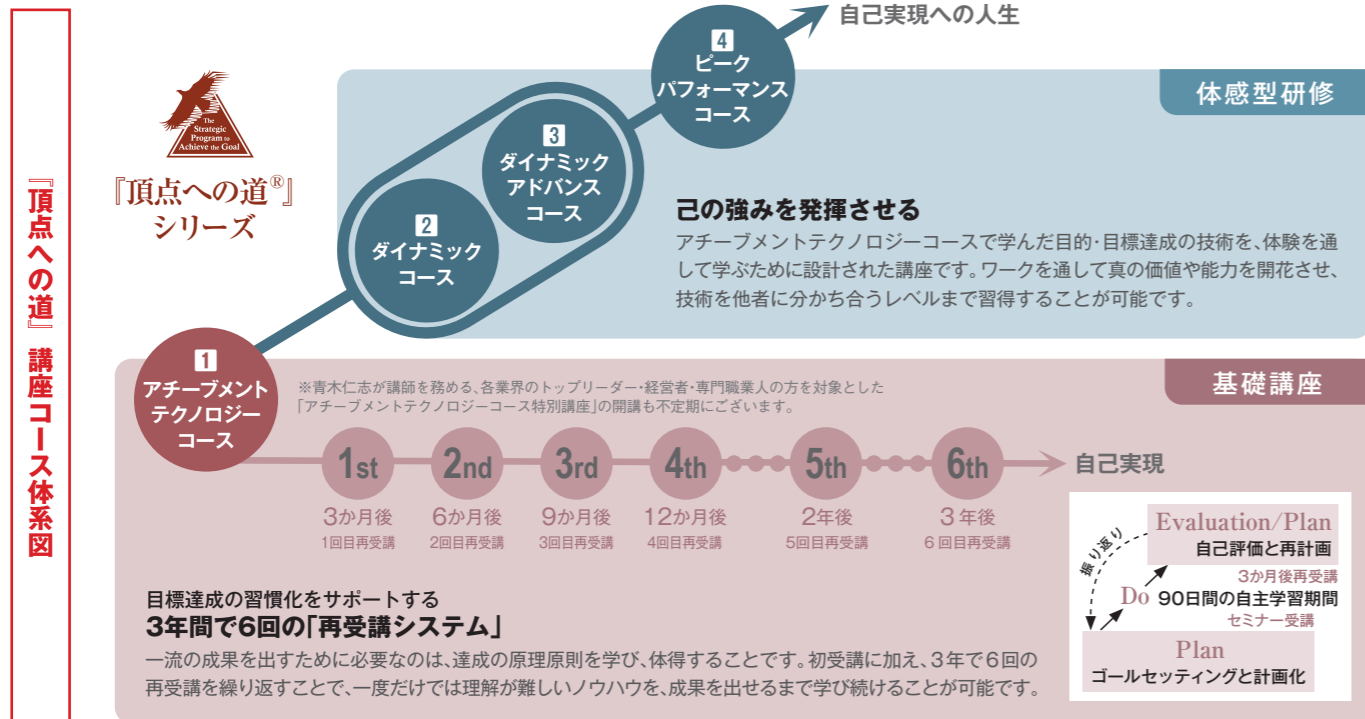 『頂点への道』 講座コース体系図
The
Strategic
Program to
Achieve the Goal
『頂点への道®』
シリーズ
自己実現への人生
4
ピーク
パフォーマンス
コース
体感型研修
3
ダイナミック
アドバンス
コース
2
ダイナミック
コース
己の強みを発揮させる
アチーブメントテクノロジーコースで学んだ目的・目標達成の技術を、体験を通
して学ぶために設計された講座です。ワークを通して真の価値や能力を開花させ、
技術を他者に分かち合うレベルまで習得することが可能です。
1
アチーブメント
テクノロジー
コース
基礎講座
※青木仁志が講師を務める、各業界のトップリーダー・経営者・専門職業人の方を対象とした
「アチーブメントテクノロジーコース特別講座」の開講も不定期にございます。
1st 2nd 3rd 4th 5th 6th 自己実現
3か月後 6か月後 9か月後 12か月後 2年後 3年後
1回目再受講 2回目再受講 3回目再受講 4回目再受講 5回目再受講 6回目再受講
目標達成の習慣化をサポートする
3年間で6回の「再受講システム」
一流の成果を出すために必要なのは、達成の原理原則を学び、体得することです。初受講に加え、3年で6回の
再受講を繰り返すことで、一度だけでは理解が難しいノウハウを、成果を出せるまで学び続けることが可能です。
Evaluation/Plan
自己評価と再計画
振り返り
3か月後再受講
Do 90日間の自主学習期間
セミナー受講
Plan
ゴールセッティングと計画化